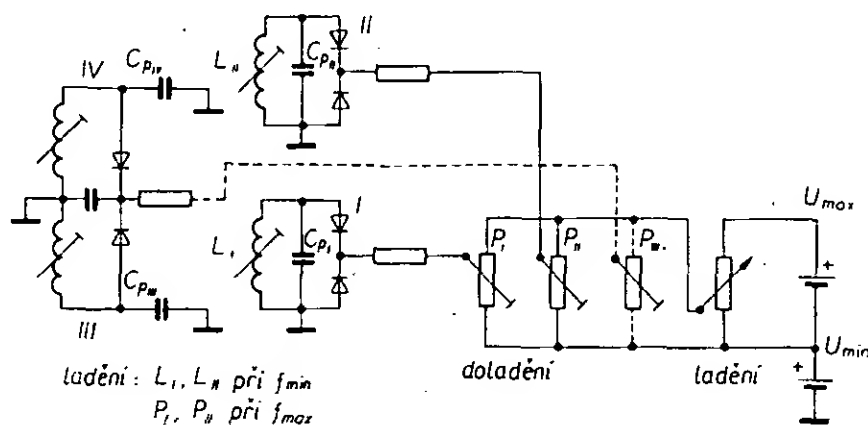 II
L_II
C_pII
IV
C_pIV
I
L_I
C_pI
C_pIII
III
P_I
P_II
P_III.
U_max
+
U_min
+
doladění
ladění
ladění: L_I, L_II při f_min
P_I, P_II při f_max